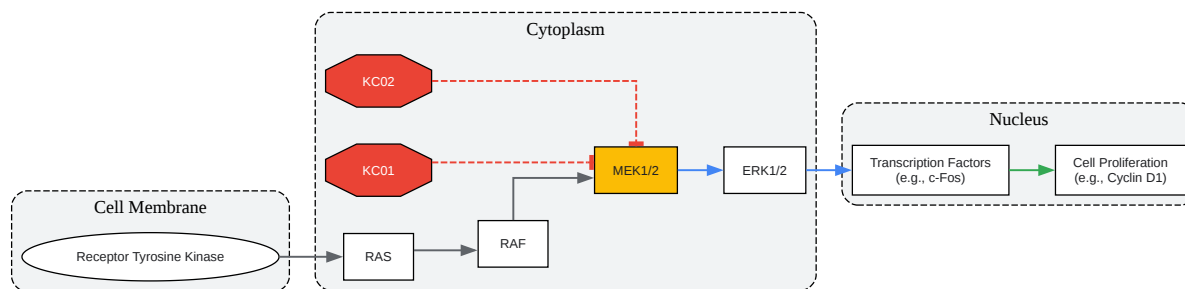 Cytoplasm
KC02
KC01
MEK1/2
ERK1/2
RAS
RAF
Cell Membrane
Receptor Tyrosine Kinase
Nucleus
Transcription Factors
(e.g., c-Fos)
Cell Proliferation
(e.g., Cyclin D1)